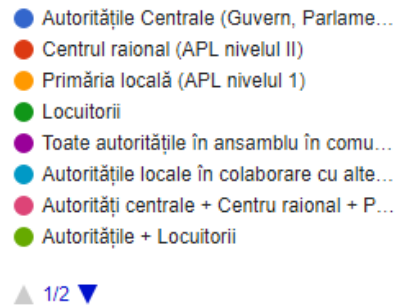 Autoritățile Centrale (Guvern, Parlame...
Centrul raional (APL nivelul II)
Primăria locală (APL nivelul 1)
Locuitorii
Toate autoritățile în ansamblu în comu...
Autoritățile locale în colaborare cu alte...
Autorități centrale + Centru raional + P...
Autoritățile + Locuitorii
1/2